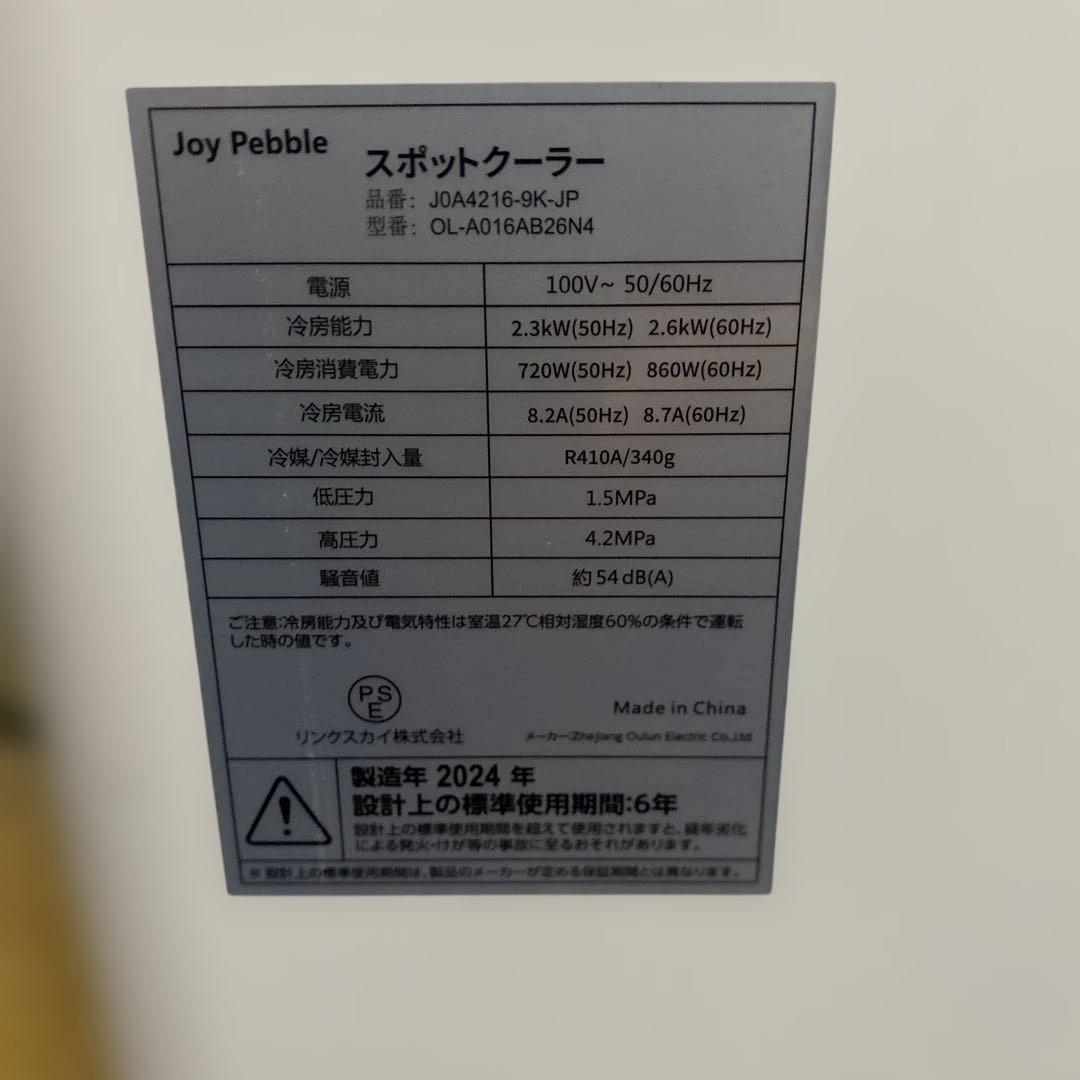 Joy Pebble
スポットクーラー
品番: J0A4216-9K-JP
型番: OL-A016AB26N4
電源 100V~ 50/60Hz
冷房能力 2.3kW(50Hz) 2.6kW(60Hz)
冷房消費電力 720W(50Hz) 860W(60Hz)
冷房電流 8.2A(50Hz) 8.7A(60Hz)
冷媒/冷媒封入量 R410A/340g
低圧力 1.5MPa
高圧力 4.2MPa
騒音値 約54dB(A)
ご注意:冷房能力及び電気特性は室温27℃相対湿度60%の条件で運転
した時の値です。
PSE
Made in China
リンクスカイ株式会社 メーカー:Zhejiang Oulun Electric Co.,Ltd.
製造年 2024 年
設計上の標準使用期間:6年
設計上の標準使用期間を超えて使用されますと、経年劣化
による発火・けが等の事故に至るおそれがあります。
※ 設計上の標準使用期間は、製品のメーカーが定める保証期間とは異なります。